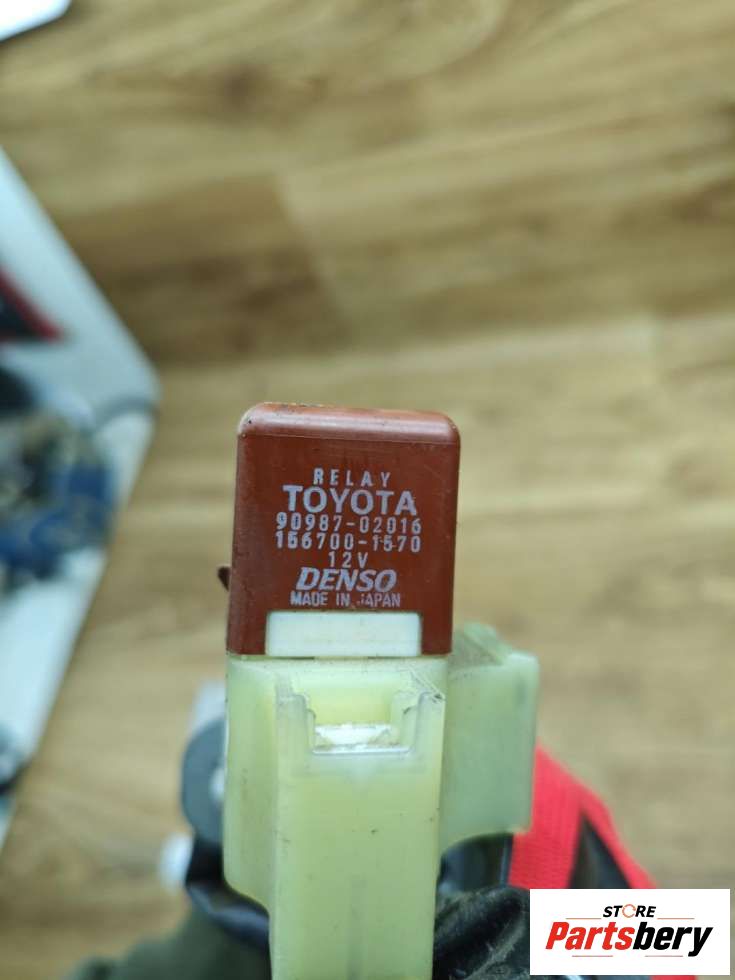 RELAY
TOYOTA
90987-02016
156700-1570
12V
DENSO
MADE IN JAPAN
STORE
Partsbery